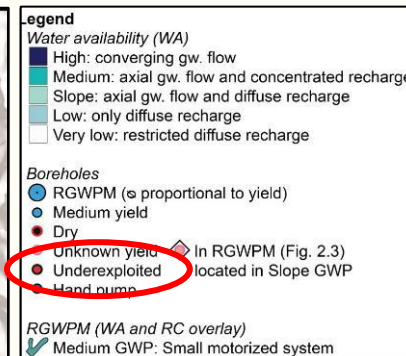 Legend
Water availability (WA)
High: converging gw. flow
Medium: axial gw. flow and concentrated recharge
Slope: axial gw. flow and diffuse recharge
Low: only diffuse recharge
Very low: restricted diffuse recharge
Boreholes
RGWPM (⌀ proportional to yield)
Medium yield
Dry
Unknown yield In RGWPM (Fig. 2.3)
Underexploited located in Slope GWP
Hand pump
RGWPM (WA and RC overlay)
Medium GWP: Small motorized system